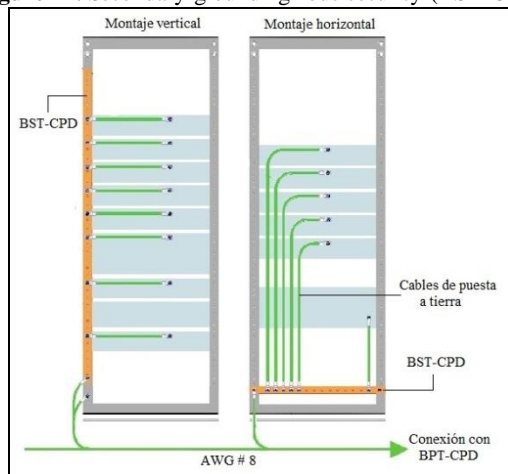 Montaje vertical
Montaje horizontal
BST-CPD
Cables de puesta
a tierra
BST-CPD
Conexión con
BPT-CPD
AWG # 8